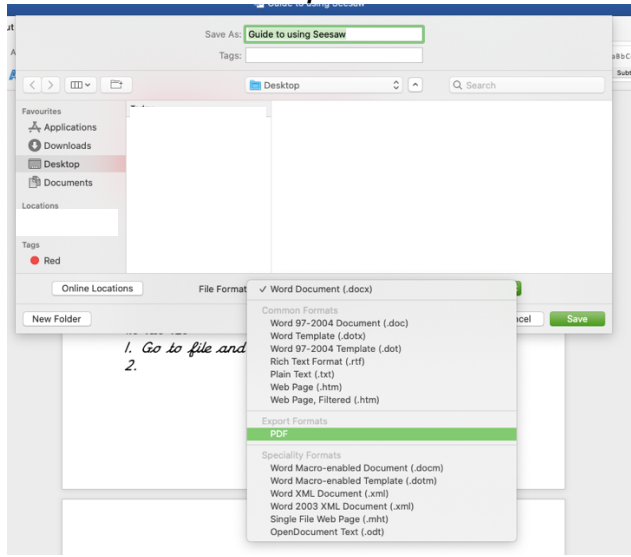 Guide to using Seesaw
Save As: Guide to using Seesaw
Tags:
Desktop
Search
Favourites
Applications
Downloads
Desktop
Documents
Locations
Tags
Red
Online Locations
File Format
✓ Word Document (.docx)
Common Formats
Word 97-2004 Document (.doc)
Word Template (.dotx)
Word 97-2004 Template (.dot)
Rich Text Format (.rtf)
Plain Text (.txt)
Web Page (.htm)
Web Page, Filtered (.htm)
Export Formats
PDF
Speciality Formats
Word Macro-enabled Document (.docm)
Word Macro-enabled Template (.dotm)
Word XML Document (.xml)
Word 2003 XML Document (.xml)
Single File Web Page (.mht)
OpenDocument Text (.odt)
New Folder
cel
Save
1. Go to file and
2.